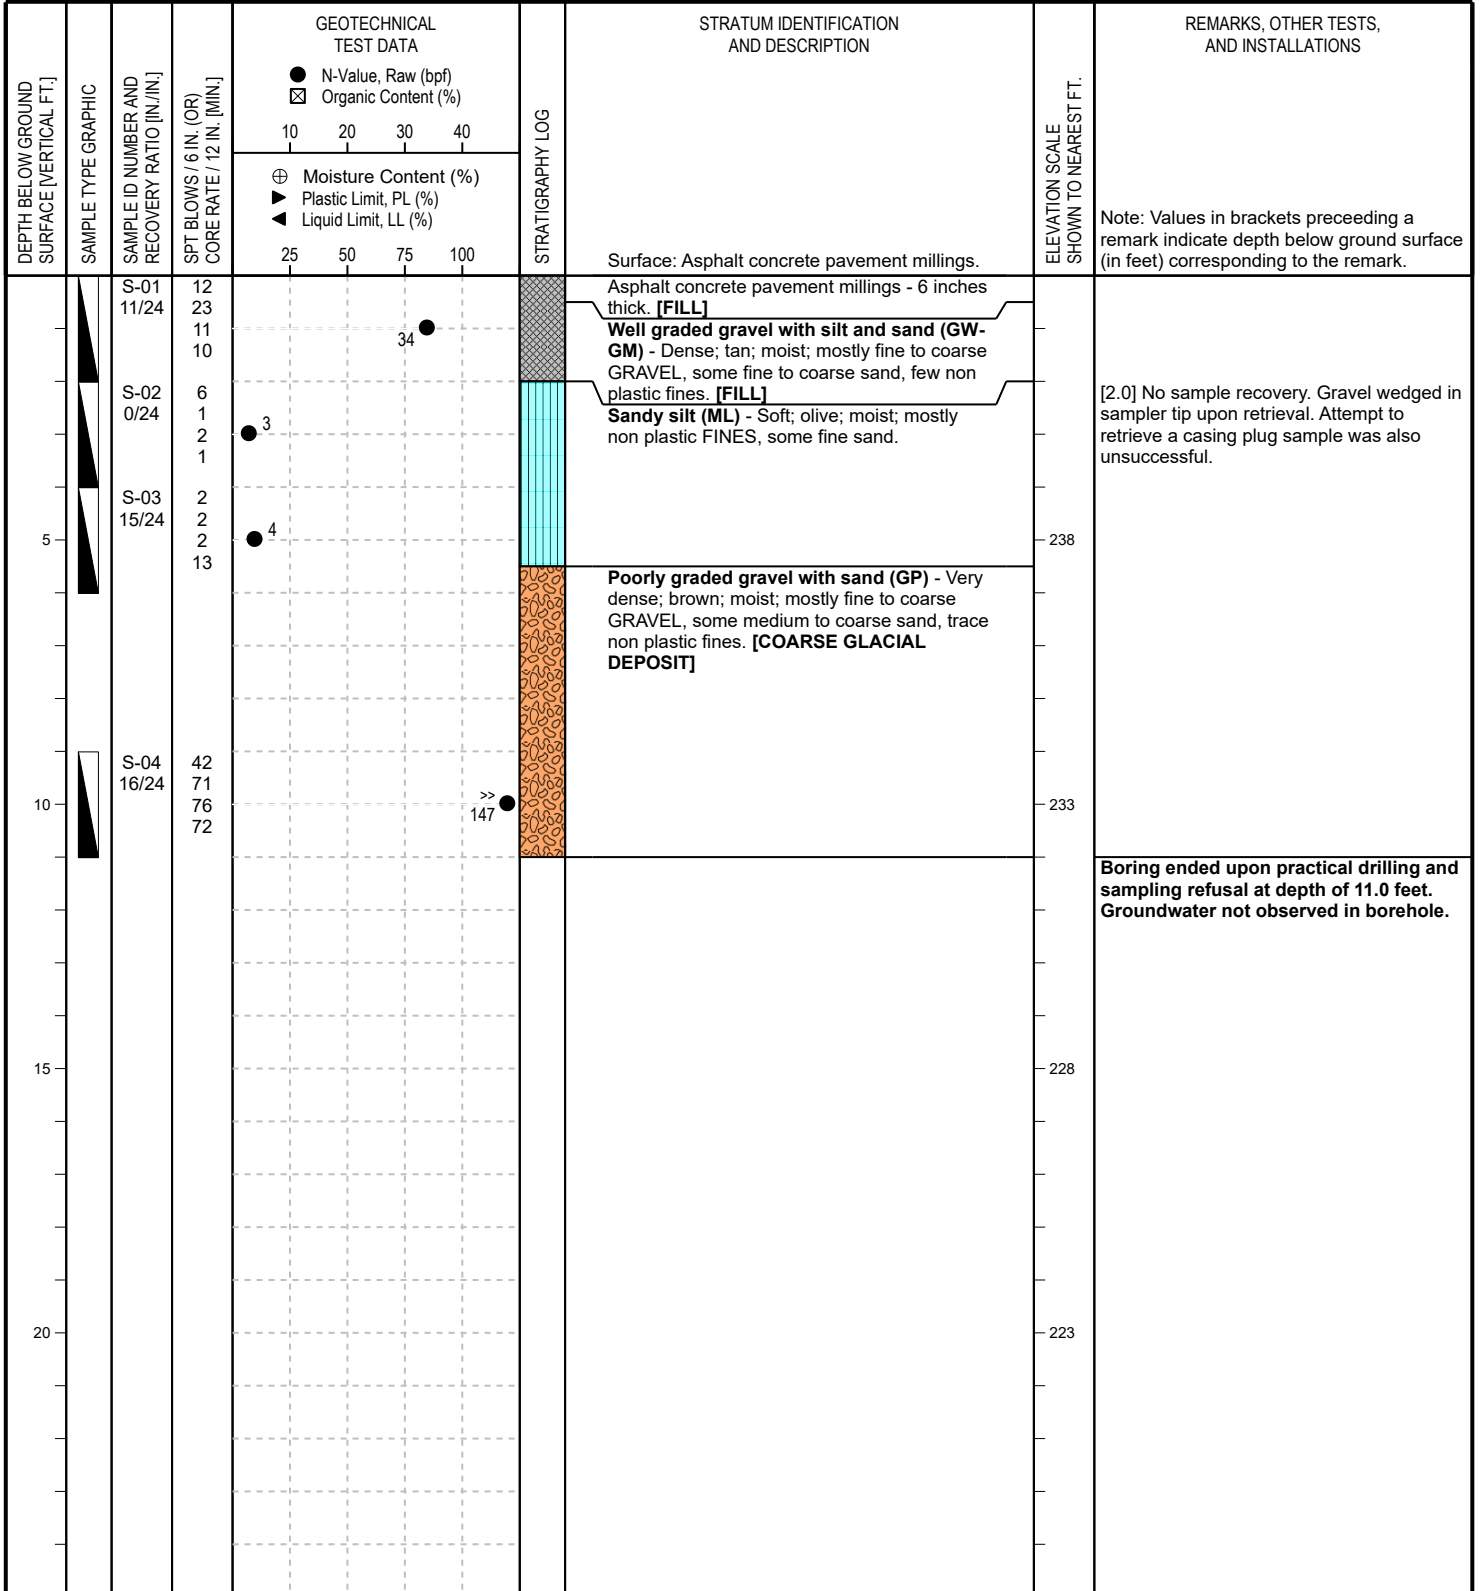 DEPTH BELOW GROUND
SURFACE [VERTICAL FT.]
SAMPLE TYPE GRAPHIC
SAMPLE ID NUMBER AND
RECOVERY RATIO [IN./IN.]
SPT BLOWS / 6 IN. (OR)
CORE RATE / 12 IN. [MIN.]
GEOTECHNICAL
TEST DATA
N-Value, Raw (bpf)
Organic Content (%)
10 20 30 40
Moisture Content (%)
Plastic Limit, PL (%)
Liquid Limit, LL (%)
25 50 75 100
STRATIGRAPHY LOG
STRATUM IDENTIFICATION
AND DESCRIPTION
Surface: Asphalt concrete pavement millings.
ELEVATION SCALE
SHOWN TO NEAREST FT.
REMARKS, OTHER TESTS,
AND INSTALLATIONS
Note: Values in brackets preceeding a
remark indicate depth below ground surface
(in feet) corresponding to the remark.
S-01
11/24
12
23
11
10
34
Asphalt concrete pavement millings - 6 inches
thick. [FILL]
Well graded gravel with silt and sand (GW-
GM) - Dense; tan; moist; mostly fine to coarse
GRAVEL, some fine to coarse sand, few non
plastic fines. [FILL]
S-02
0/24
6
1
2
1
3
Sandy silt (ML) - Soft; olive; moist; mostly
non plastic FINES, some fine sand.
[2.0] No sample recovery. Gravel wedged in
sampler tip upon retrieval. Attempt to
retrieve a casing plug sample was also
unsuccessful.
S-03
15/24
2
2
2
13
4
5
238
Poorly graded gravel with sand (GP) - Very
dense; brown; moist; mostly fine to coarse
GRAVEL, some medium to coarse sand, trace
non plastic fines. [COARSE GLACIAL
DEPOSIT]
S-04
16/24
42
71
76
72
>>
147
10
233
Boring ended upon practical drilling and
sampling refusal at depth of 11.0 feet.
Groundwater not observed in borehole.
15
228
20
223